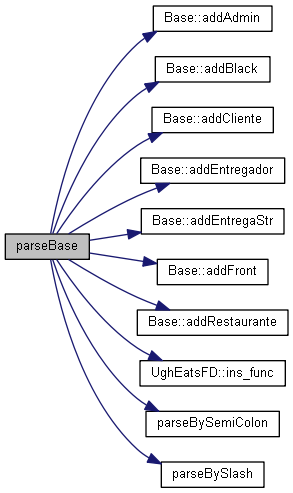 Base::addAdmin
Base::addBlack
Base::addCliente
Base::addEntregador
parseBase
Base::addEntregaStr
Base::addFront
Base::addRestaurante
UghEatsFD::ins_func
parseBySemiColon
parseBySlash